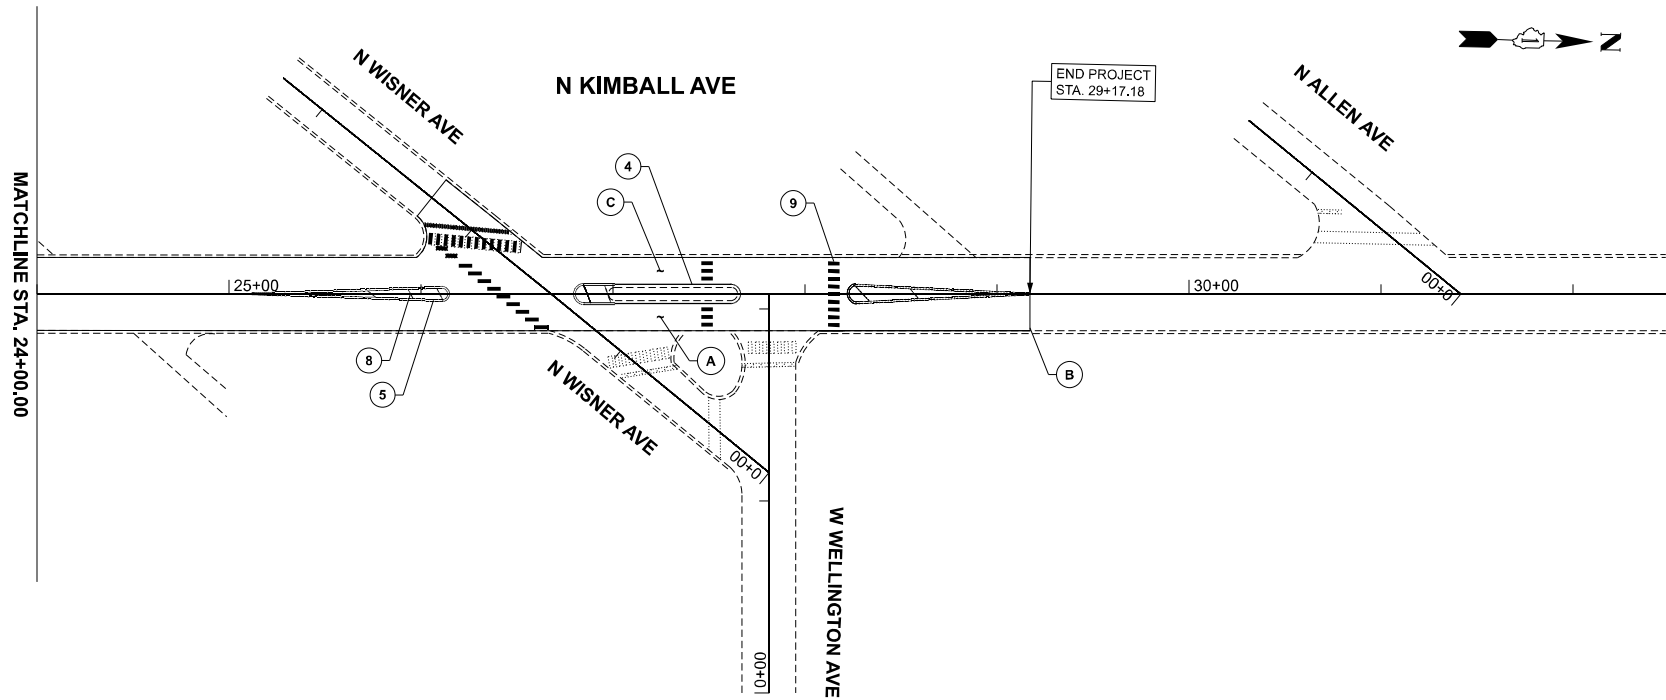 N WISNER AVE
N KIMBALL AVE
END PROJECT
STA. 29+17.18
N ALLEN AVE
N
MATCHLINE STA. 24+00.00
4
C
9
25+00
30+00
0+00
8
5
A
B
N WISNER AVE
0+00
W WELLINGTON AVE
0+00